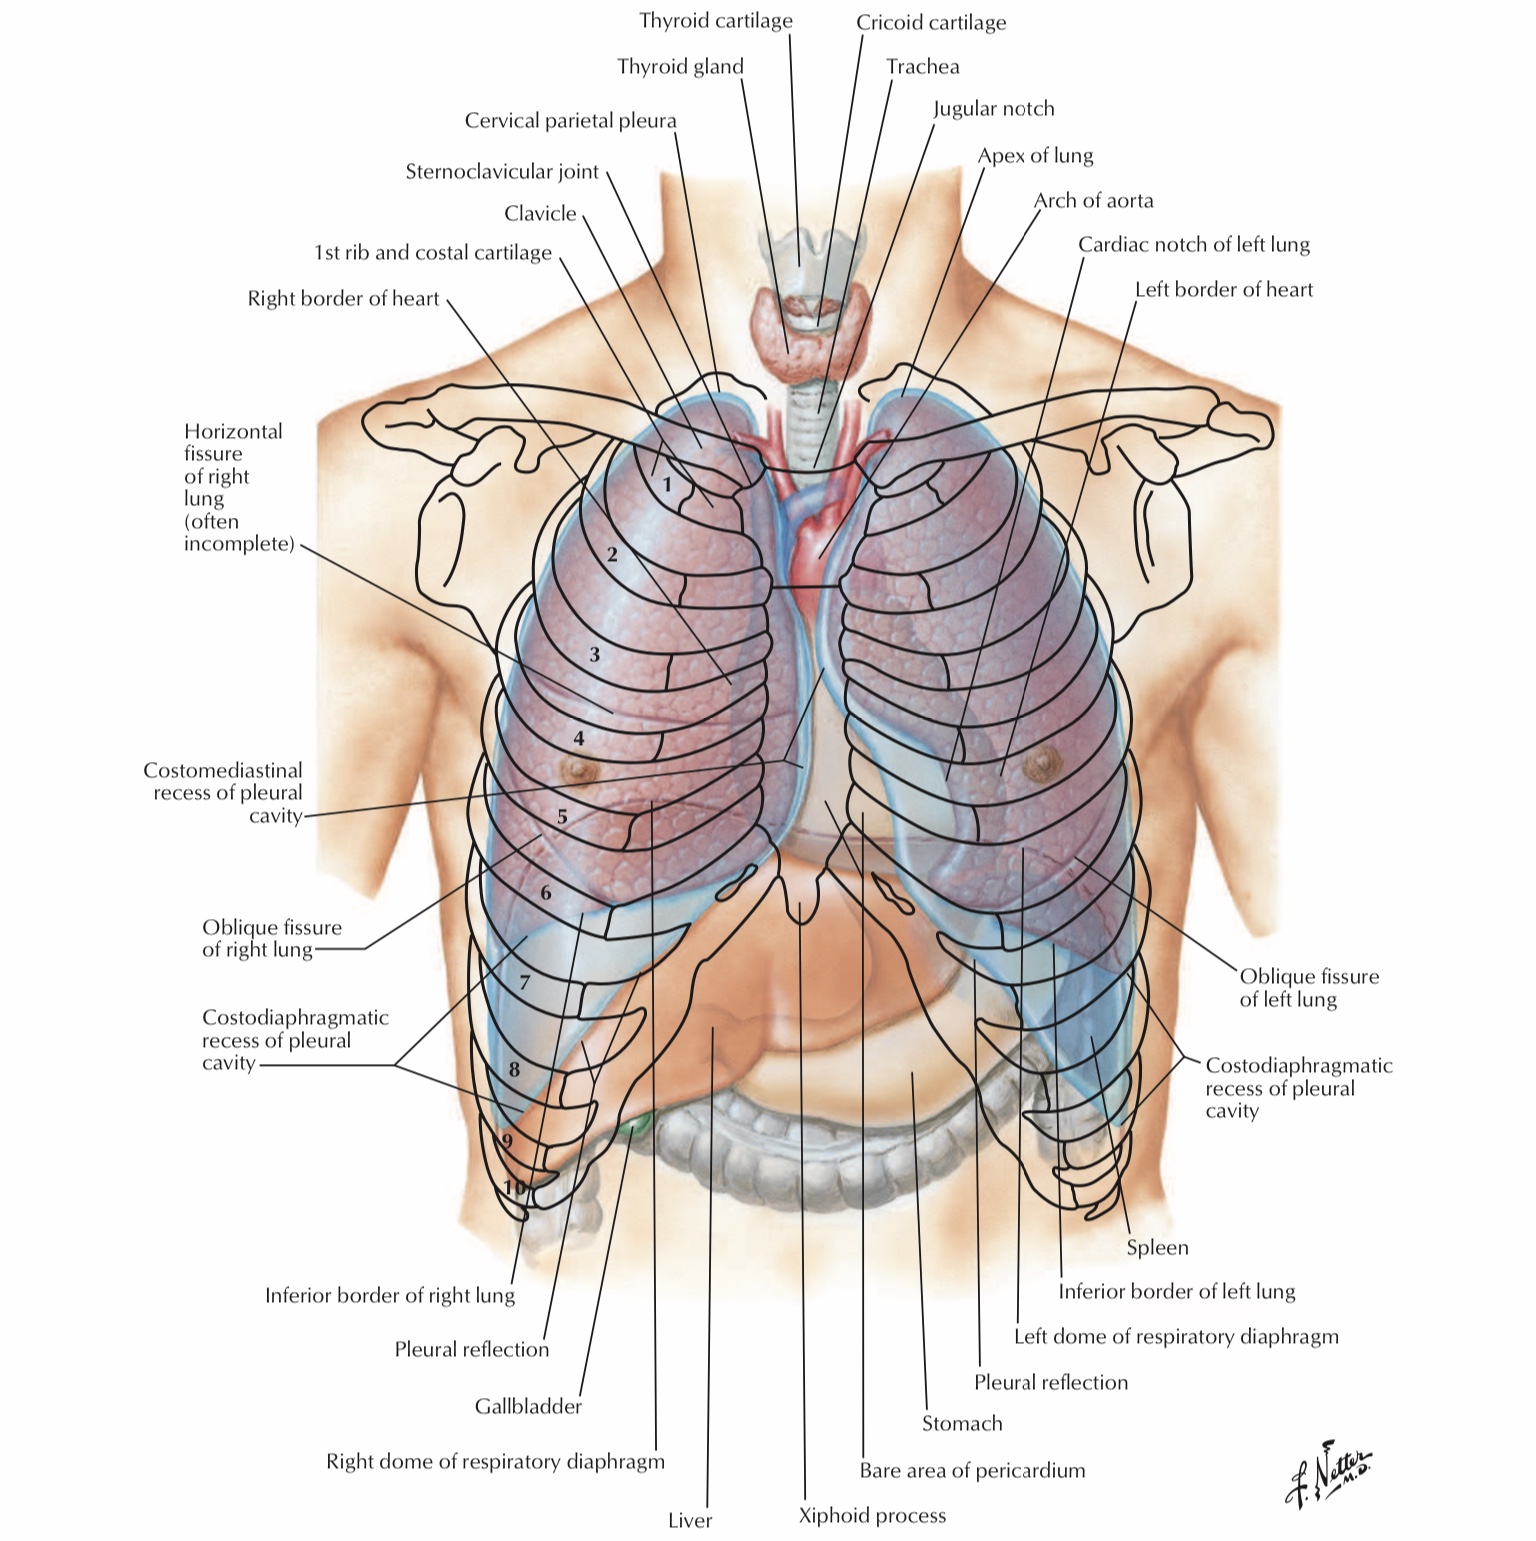 Thyroid cartilage
Cricoid cartilage
Thyroid gland
Trachea
Jugular notch
Cervical parietal pleura
Apex of lung
Sternoclavicular joint
Arch of aorta
Clavicle
Cardiac notch of left lung
1st rib and costal cartilage
Left border of heart
Right border of heart
Horizontal
fissure
of right
lung
(often
incomplete)
1
2
3
4
Costomediastinal
recess of pleural
cavity
5
6
Oblique fissure
of right lung
Oblique fissure
of left lung
7
Costodiaphragmatic
recess of pleural
cavity
8
Costodiaphragmatic
recess of pleural
cavity
9
10
Spleen
Inferior border of right lung
Inferior border of left lung
Left dome of respiratory diaphragm
Pleural reflection
Pleural reflection
Gallbladder
Stomach
Right dome of respiratory diaphragm
Bare area of pericardium
Liver
Xiphoid process
F. Netter
M.D.